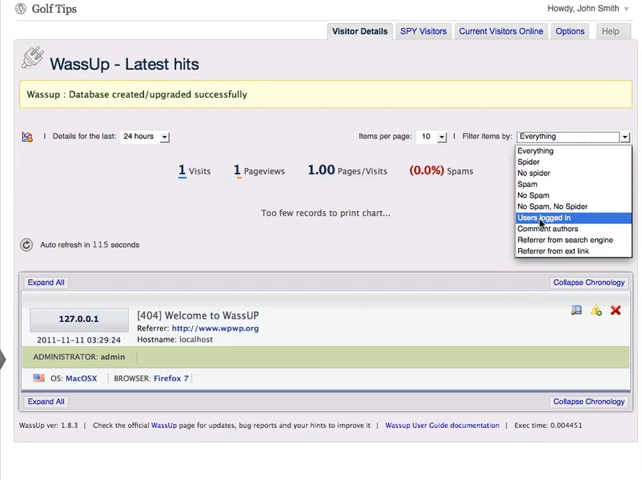 Golf Tips
Howdy, John Smith
Visitor Details SPY Visitors Current Visitors Online Options Help
WassUp - Latest hits
Wassup : Database created/upgraded successfully
| Details for the last: 24 hours Items per page: 10 | Filter items by: Everything
Everything
Spider
No spider
Spam
No Spam
No Spam, No Spider
Users logged in
Comment authors
Referrer from search engine
Referrer from ext link
1 Visits 1 Pageviews 1.00 Pages/Visits (0.0%) Spams
Too few records to print chart...
Auto refresh in 115 seconds
Expand All Collapse Chronology
127.0.0.1
2011-11-11 03:29:24
[404] Welcome to WassUP
Referrer: http://www.wpwp.org
Hostname: localhost
ADMINISTRATOR: admin |
OS: MacOSX | BROWSER: Firefox 7 |
Expand All Collapse Chronology
WassUp ver: 1.8.3 | Check the official WassUp page for updates, bug reports and your hints to improve it | Wassup User Guide documentation | Exec time: 0.004451